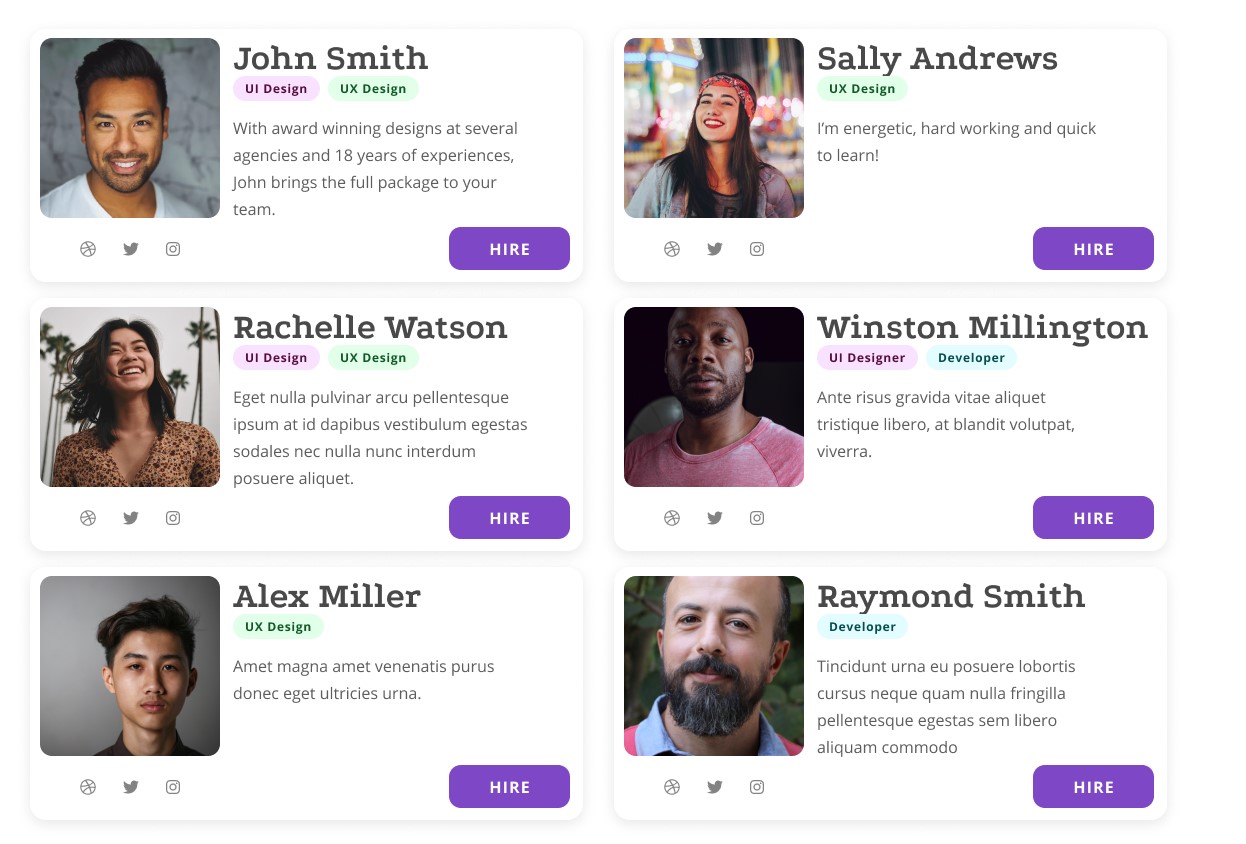 John Smith
UI Design UX Design
With award winning designs at several
agencies and 18 years of experiences,
John brings the full package to your
team.
HIRE
Sally Andrews
UX Design
I'm energetic, hard working and quick
to learn!
HIRE
Rachelle Watson
UI Design UX Design
Eget nulla pulvinar arcu pellentesque
ipsum at id dapibus vestibulum egestas
sodales nec nulla nunc interdum
posuere aliquet.
HIRE
Winston Millington
UI Designer Developer
Ante risus gravida vitae aliquet
tristique libero, at blandit volutpat,
viverra.
HIRE
Alex Miller
UX Design
Amet magna amet venenatis purus
donec eget ultricies urna.
HIRE
Raymond Smith
Developer
Tincidunt urna eu posuere lobortis
cursus neque quam nulla fringilla
pellentesque egestas sem libero
aliquam commodo
HIRE